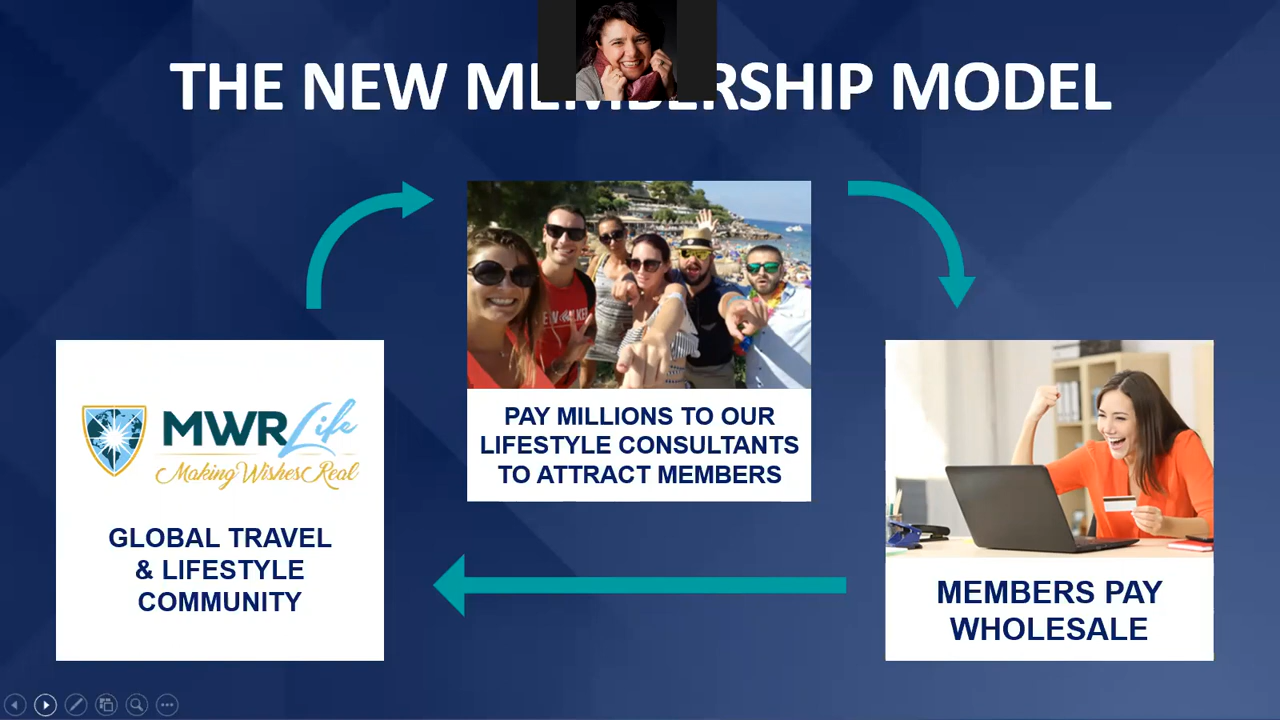 THE NEW MEMBERSHIP MODEL
PAY MILLIONS TO OUR
LIFESTYLE CONSULTANTS
TO ATTRACT MEMBERS
MWR Life
Making Wishes Real
GLOBAL TRAVEL
& LIFESTYLE
COMMUNITY
MEMBERS PAY
WHOLESALE